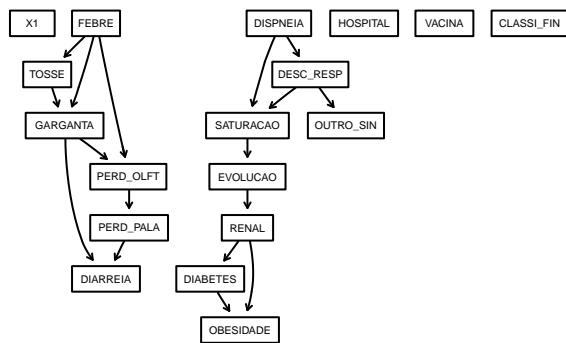 X1
FEBRE
DISPNEIA
HOSPITAL
VACINA
CLASSI_FIN
TOSSE
DESC_RESP
GARGANTA
SATURACAO
OUTRO_SIN
PERD_OLFT
EVOLUCAO
PERD_PALA
RENAL
DIARREIA
DIABETES
OBESIDADE